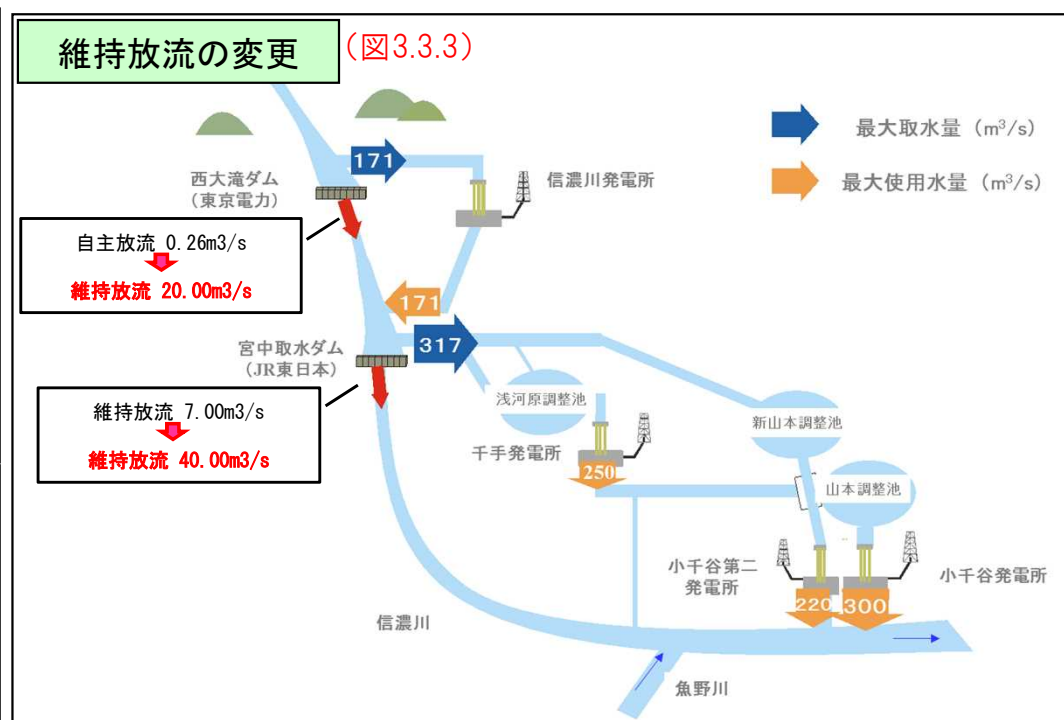 維持放流の変更
(図3.3.3)
最大取水量 (m³/s)
最大使用水量 (m³/s)
171
西大滝ダム
(東京電力)
信濃川発電所
自主放流 0.26m3/s
維持放流 20.00m3/s
171
317
宮中取水ダム
(JR東日本)
維持放流 7.00m3/s
維持放流 40.00m3/s
浅河原調整池
千手発電所
250
新山本調整池
山本調整池
小千谷第二
発電所
小千谷発電所
220
300
信濃川
魚野川